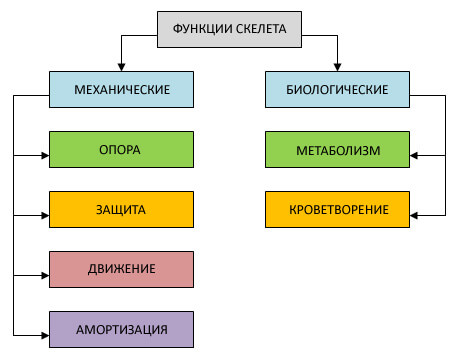 ФУНКЦИИ СКЕЛЕТА
МЕХАНИЧЕСКИЕ
БИОЛОГИЧЕСКИЕ
ОПОРА
МЕТАБОЛИЗМ
ЗАЩИТА
КРОВЕТВОРЕНИЕ
ДВИЖЕНИЕ
АМОРТИЗАЦИЯ